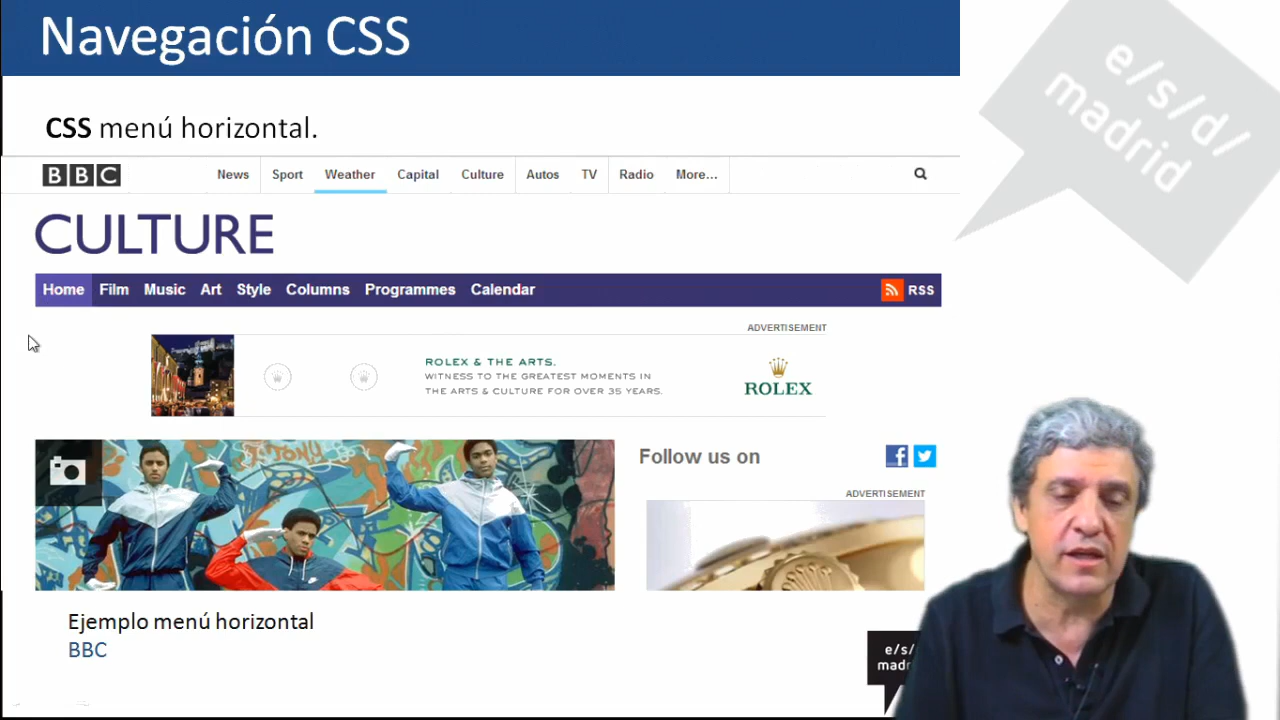 Navegación CSS
e/s/d/
madrid
CSS menú horizontal.
BBC News Sport Weather Capital Culture Autos TV Radio More...
CULTURE
Home Film Music Art Style Columns Programmes Calendar RSS
ADVERTISEMENT
ROLEX & THE ARTS.
WITNESS TO THE GREATEST MOMENTS IN
THE ARTS & CULTURE FOR OVER 35 YEARS.
ROLEX
Follow us on
ADVERTISEMENT
Ejemplo menú horizontal
BBC
e/s/
mad